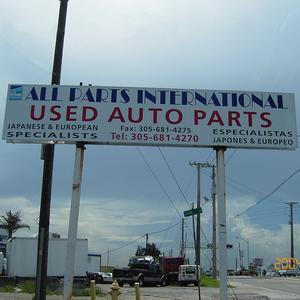 ALL PARTS INTERNATIONAL
USED AUTO PARTS
JAPANESE & EUROPEAN
SPECIALISTS
Fax: 305-681-4275
Tel: 305-681-4270
ESPECIALISTAS
JAPONES & EUROPEO